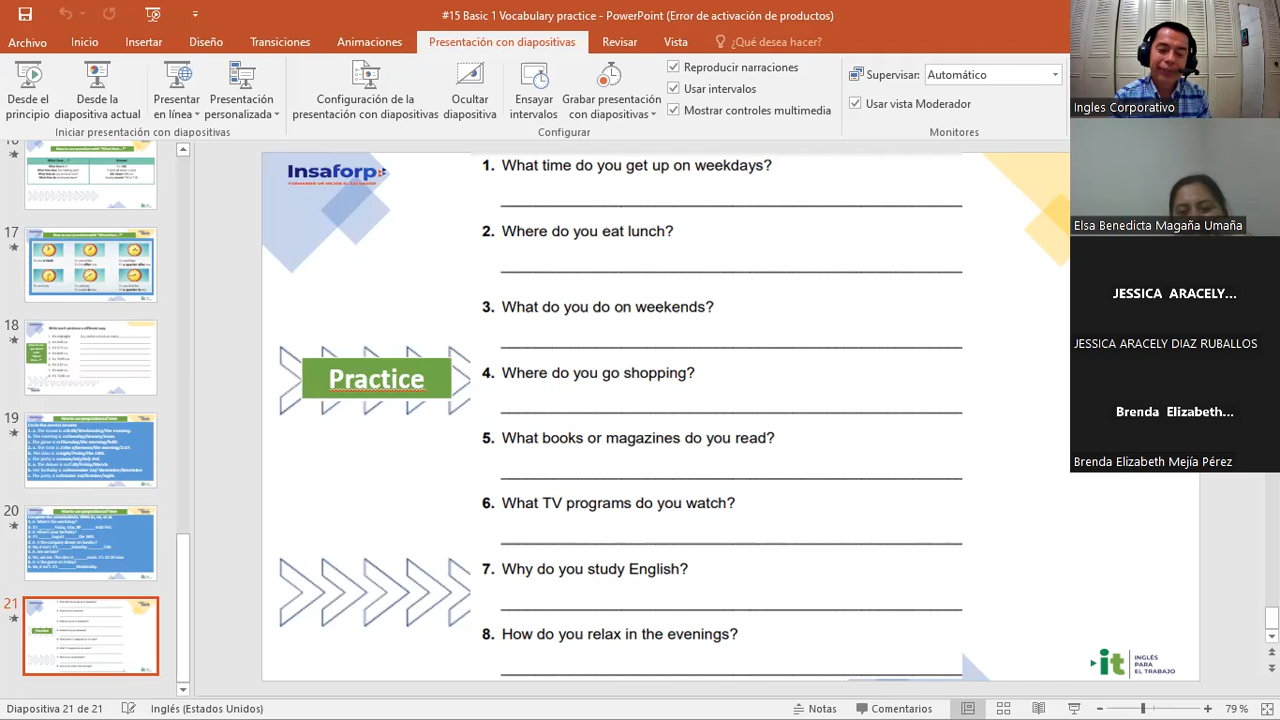 #15 Basic 1 Vocabulary practice - PowerPoint (Error de activación de productos)
Archivo
Inicio
Insertar
Diseño
Transiciones
Presentación con diapositivas
Vista
¿Qué desea hacer?
Desde el principio
Desde la diapositiva actual
Presentar en línea
Presentación personalizada
Iniciar presentación con diapositivas
Configuración de la presentación con diapositivas
Ocultar diapositiva
Ensayar intervalos
Grabar presentación con diapositivas
Configurar
Reproducir narraciones
Usar intervalos
Mostrar controles multimedia
Supervisar:
Automático
Usar vista Moderador
Monitores
Ingles Corporativo
Elsa Benedicta Magaña Umaña
JESSICA ARACELY...
JESSICA ARACELY DIAZ RUBALLOS
Brenda Elizabeth...
Brenda Elizabeth Mejía Pérez
17
18
19
20
21
Insaforp
FORMANDO UN MEJOR EL SALVADOR
Practice
1. What time do you get up on weekdays?
2. Where do you eat lunch?
3. What do you do on weekends?
4. Where do you go shopping?
5. What books or magazines do you read?
6. What TV programs do you watch?
7. Why do you study English?
8. How do you relax in the evenings?
it
INGLÉS
PARA
EL TRABAJO
Diapositiva 21 de 21
Inglés (Estados Unidos)
Notas
Comentarios
79 %